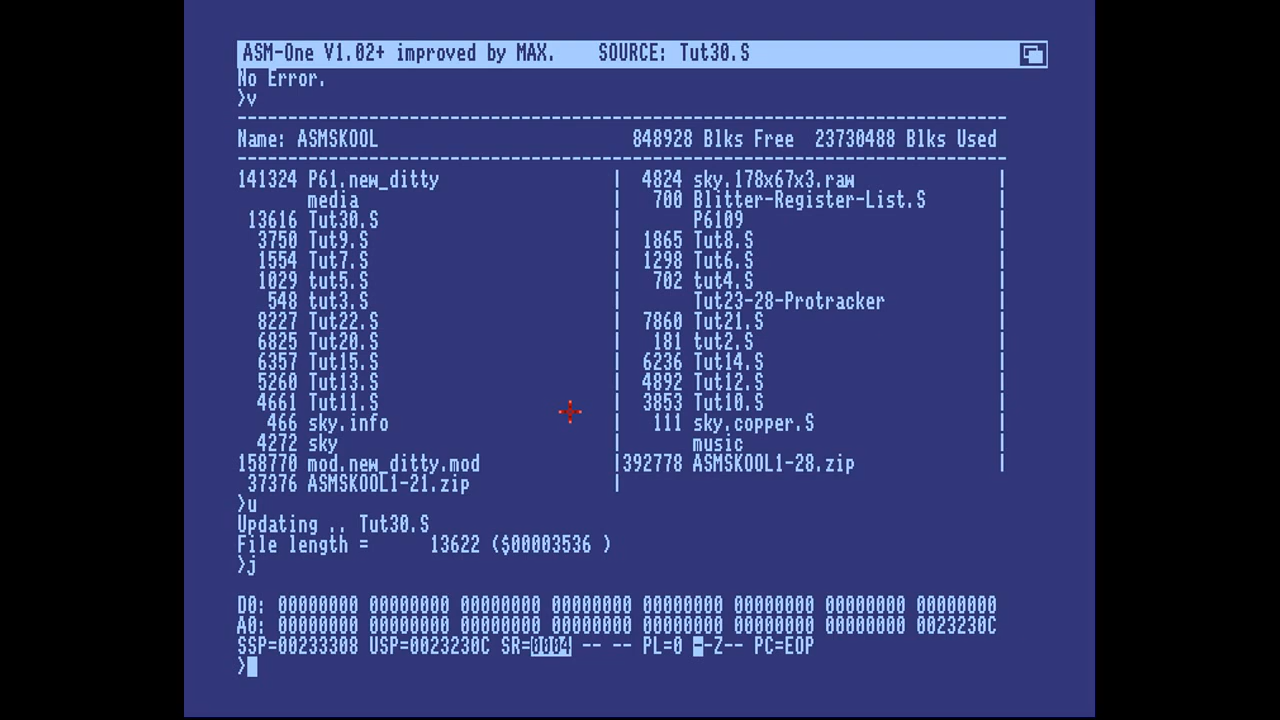 ASM-One V1.02+ improved by MAX. SOURCE: Tut30.S
No Error.
>v
--------------------------------------------------------------------------
Name: ASMSKOOL 848928 Blks Free 23730488 Blks Used
--------------------------------------------------------------------------
141324 P61.new_ditty | 4824 sky.178x67x3.raw |
media | 700 Blitter-Register-List.S |
13616 Tut30.S | P6109 |
3750 Tut9.S | 1865 Tut8.S |
1554 Tut7.S | 1298 Tut6.S |
1029 tut5.S | 702 tut4.S |
548 tut3.S | Tut23-28-Protracker |
8227 Tut22.S | 7860 Tut21.S |
6825 Tut20.S | 181 tut2.S |
6357 Tut15.S | 6236 Tut14.S |
5260 Tut13.S | 4892 Tut12.S |
4661 Tut11.S | 3853 Tut10.S |
466 sky.info | 111 sky.copper.S |
4272 sky | music |
158770 mod.new_ditty.mod |392778 ASMSKOOL1-28.zip |
37376 ASMSKOOL1-21.zip |
>u
Updating .. Tut30.S
File length = 13622 ($00003536 )
>j
D0: 00000000 00000000 00000000 00000000 00000000 00000000 00000000 00000000
A0: 00000000 00000000 00000000 00000000 00000000 00000000 00000000 0023230C
SSP=00233308 USP=0023230C SR=0004 -- -- PL=0 --Z-- PC=EOP
>